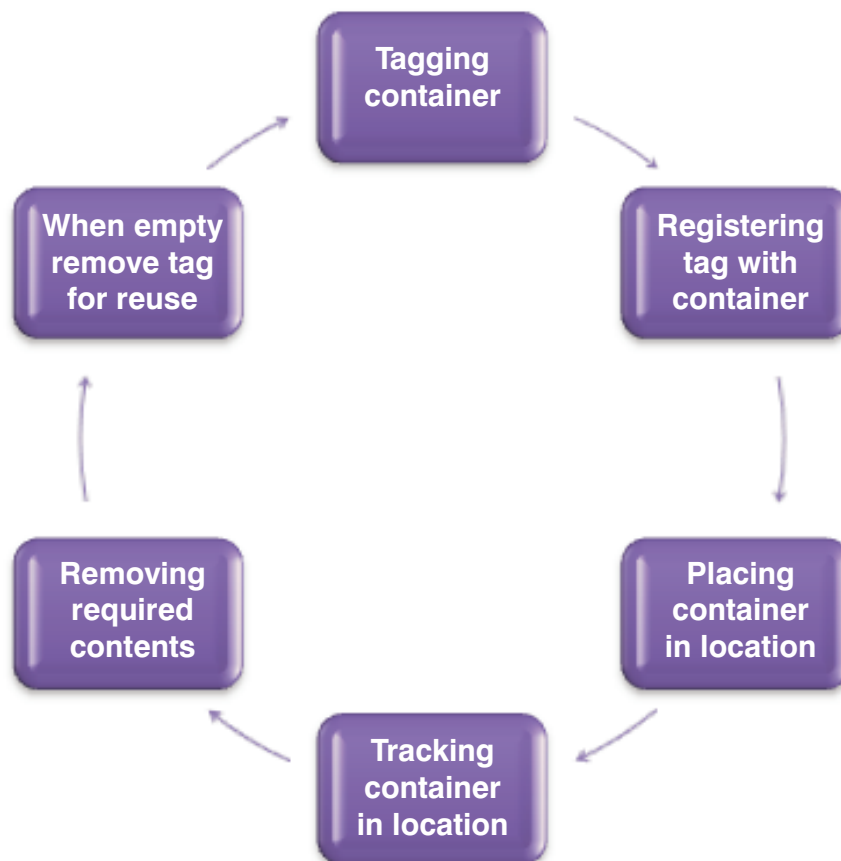 Tagging
container
Registering
tag with
container
Placing
container
in location
Tracking
container
in location
Removing
required
contents
When empty
remove tag
for reuse